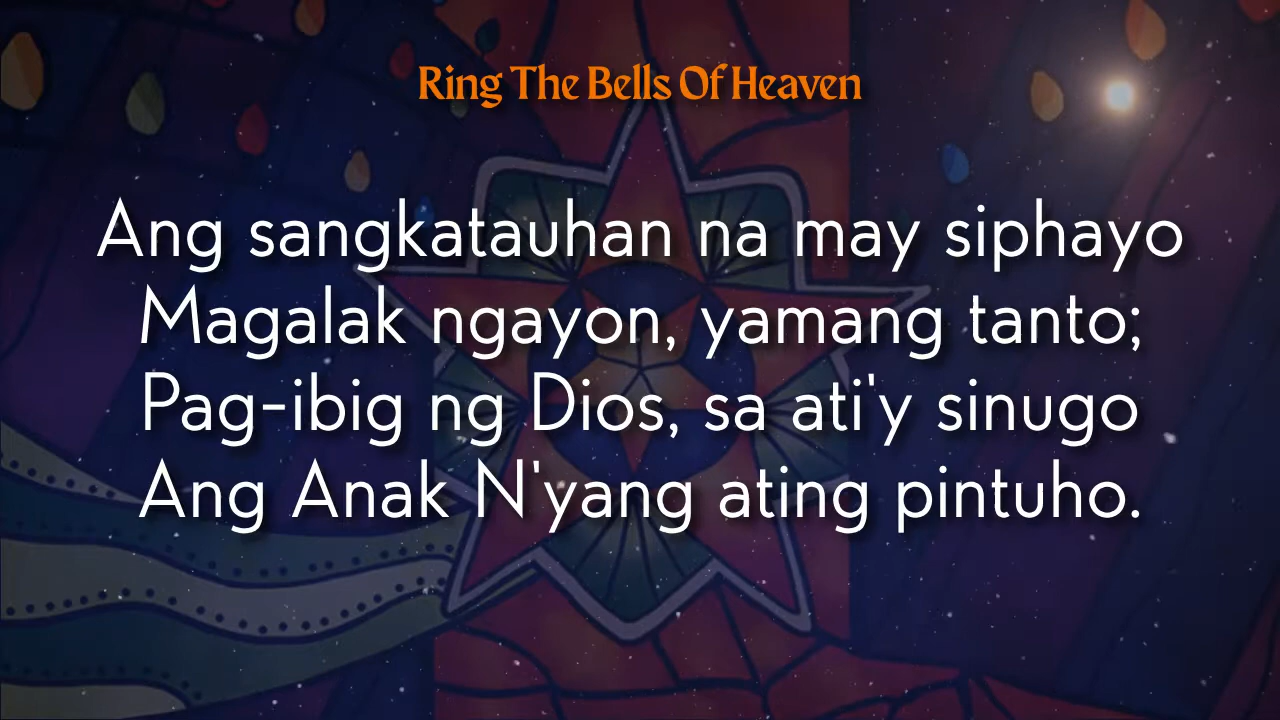 Ring The Bells Of Heaven
Ang sangkatauhan na may siphayo
Magalak ngayon, yamang tanto;
Pag-ibig ng Dios, sa ati'y sinugo
Ang Anak N'yang ating pintuho.